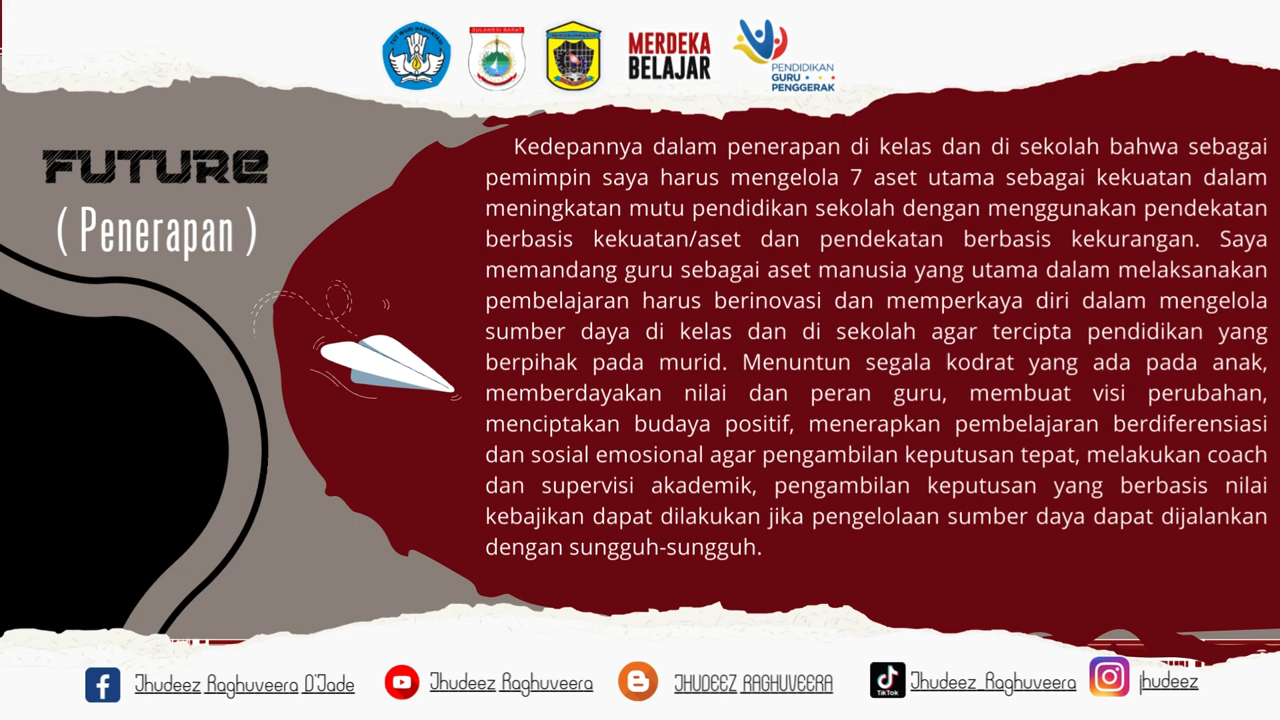 TUT WURI HANDAYANI
SULAWESI BARAT
MERDEKA
BELAJAR
PENDIDIKAN
GURU
PENGGERAK
FUTURE
( Penerapan )
Kedepannya dalam penerapan di kelas dan di sekolah bahwa sebagai
pemimpin saya harus mengelola 7 aset utama sebagai kekuatan dalam
meningkatan mutu pendidikan sekolah dengan menggunakan pendekatan
berbasis kekuatan/aset dan pendekatan berbasis kekurangan. Saya
memandang guru sebagai aset manusia yang utama dalam melaksanakan
pembelajaran harus berinovasi dan memperkaya diri dalam mengelola
sumber daya di kelas dan di sekolah agar tercipta pendidikan yang
berpihak pada murid. Menuntun segala kodrat yang ada pada anak,
memberdayakan nilai dan peran guru, membuat visi perubahan,
menciptakan budaya positif, menerapkan pembelajaran berdiferensiasi
dan sosial emosional agar pengambilan keputusan tepat, melakukan coach
dan supervisi akademik, pengambilan keputusan yang berbasis nilai
kebajikan dapat dilakukan jika pengelolaan sumber daya dapat dijalankan
dengan sungguh-sungguh.
Jhudeez Raghuveera D'Jade
Jhudeez Raghuveera
JHUDEEZ RAGHUVEERA
TikTok
Jhudeez_Raghuveera
jhudeez